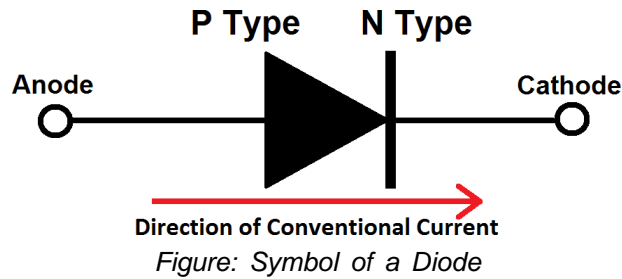 P Type N Type
Anode Cathode
Direction of Conventional Current
Figure: Symbol of a Diode